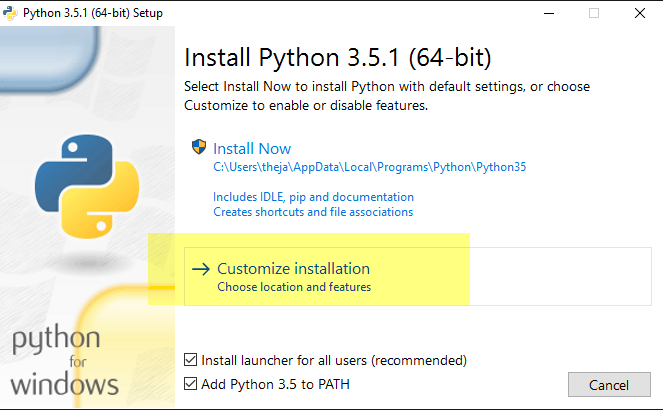 Python 3.5.1 (64-bit) Setup
Install Python 3.5.1 (64-bit)
Select Install Now to install Python with default settings, or choose
Customize to enable or disable features.
Install Now
C:\Users\theja\AppData\Local\Programs\Python\Python35
Includes IDLE, pip and documentation
Creates shortcuts and file associations
Customize installation
Choose location and features
python
for
windows
Install launcher for all users (recommended)
Add Python 3.5 to PATH
Cancel